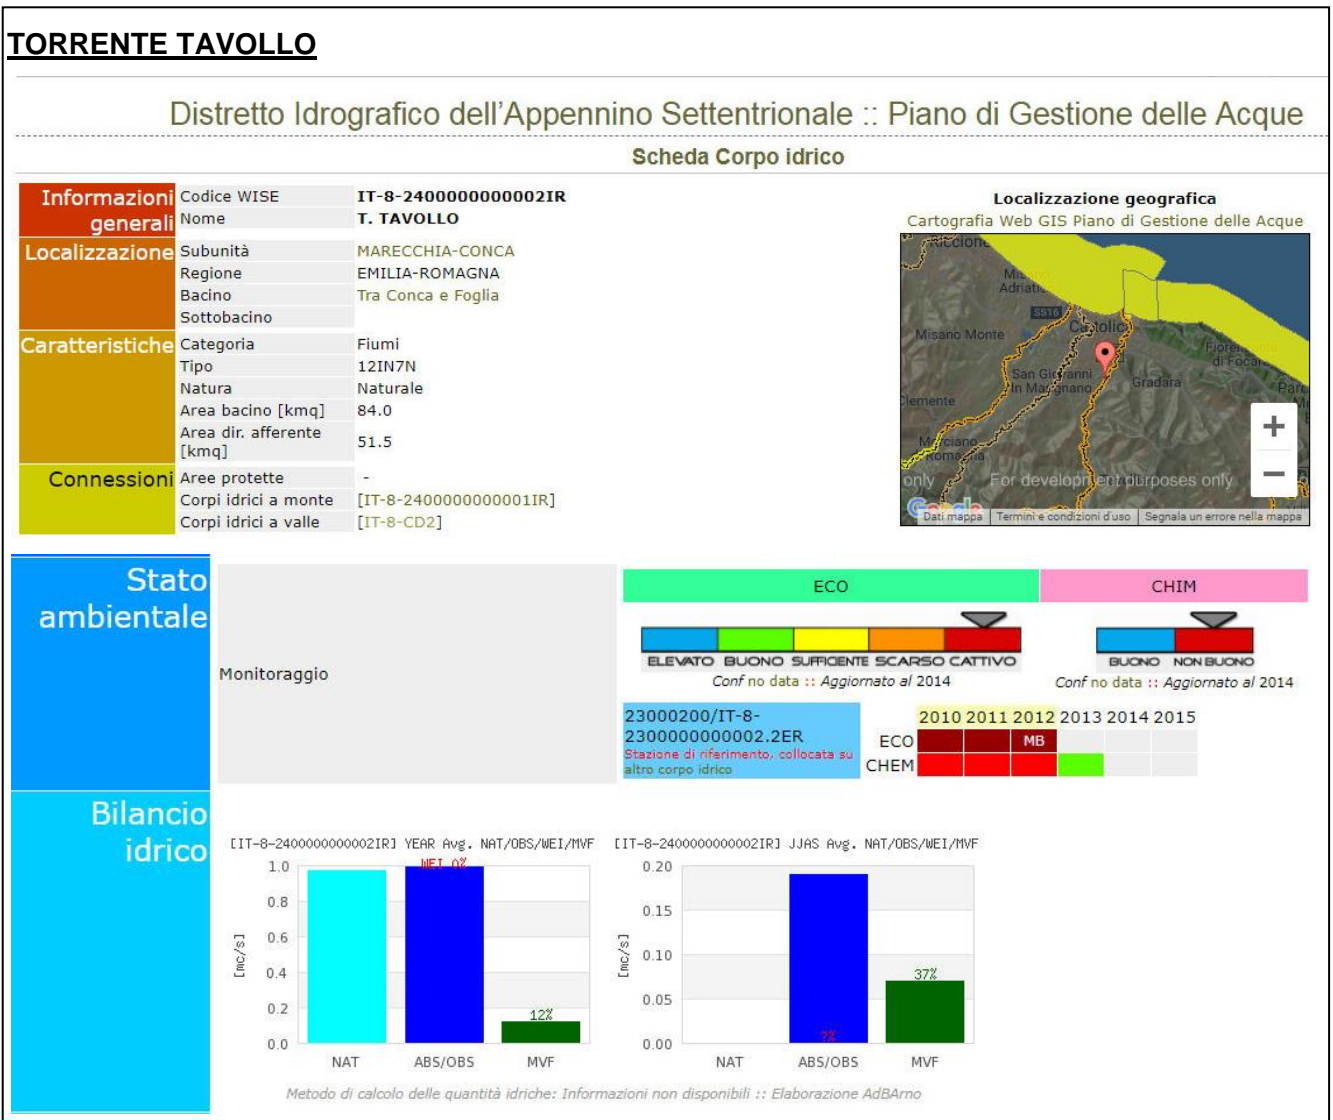 TORRENTE TAVOLLO
Distretto Idrografico dell'Appennino Settentrionale :: Piano di Gestione delle Acque
Scheda Corpo idrico
Informazioni generali
Codice WISE IT-8-2400000000002IR
Nome T. TAVOLLO
Localizzazione
Subunità MARECCHIA-CONCA
Regione EMILIA-ROMAGNA
Bacino Tra Conca e Foglia
Sottobacino
Caratteristiche
Categoria Fiumi
Tipo 12IN7N
Natura Naturale
Area bacino [kmq] 84.0
Area dir. afferente [kmq] 51.5
Connessioni
Aree protette -
Corpi idrici a monte [IT-8-2400000000001IR]
Corpi idrici a valle [IT-8-CD2]
Localizzazione geografica
Cartografia Web GIS Piano di Gestione delle Acque
Riccione
Misano Adriatic
SS16
Cattolic
Misano Monte
San Giovanni In Marignano
Gradara
di Focara
Clemente
Morciano
Romagna
only
For development purposes only
Google
Dati mappa
Termini e condizioni d'uso
Segnala un errore nella mappa
+
−
Stato ambientale
Monitoraggio
ECO
CHIM
ELEVATO BUONO SUFFICIENTE SCARSO CATTIVO
BUONO NON BUONO
Conf no data :: Aggiornato al 2014
Conf no data :: Aggiornato al 2014
23000200/IT-8-
2300000000002.2ER
Stazione di riferimento, collocata su
altro corpo idrico
2010 2011 2012 2013 2014 2015
ECO MB
CHEM
Bilancio idrico
[IT-8-2400000000002IR] YEAR Avg. NAT/OBS/WEI/MVF
WEI 0%
1.0
0.8
0.6
0.4
0.2
0.0
[mc/s]
12%
NAT ABS/OBS MVF
[IT-8-2400000000002IR] JJAS Avg. NAT/OBS/WEI/MVF
0.20
0.15
0.10
0.05
0.00
[mc/s]
37%
?%
NAT ABS/OBS MVF
Metodo di calcolo delle quantità idriche: Informazioni non disponibili :: Elaborazione AdBArno